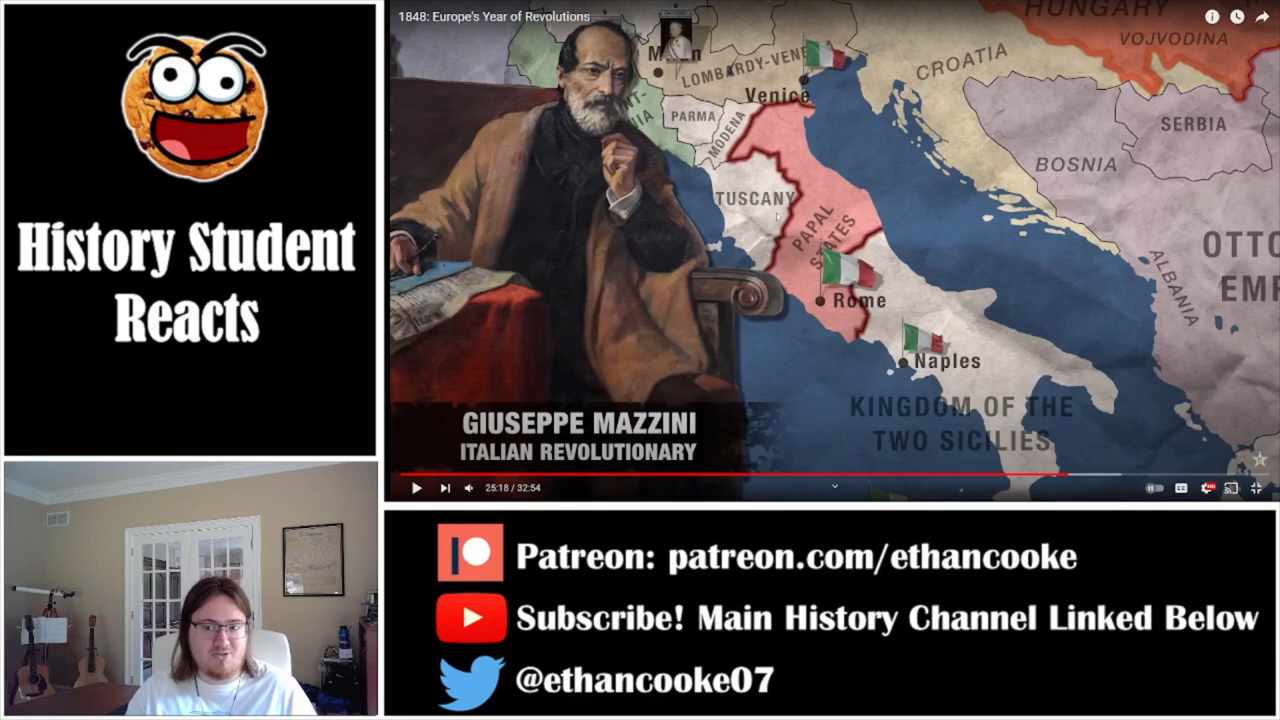 History Student
Reacts
1848: Europe's Year of Revolutions
HUNGARY
VOJVODINA
CROATIA
LOMBARDY-VENE
Venice
PARMA
MODENA
SERBIA
BOSNIA
TUSCANY
PAPAL
STATES
OTTO
EMP
ALBANIA
Rome
Naples
KINGDOM OF THE
TWO SICILIES
GIUSEPPE MAZZINI
ITALIAN REVOLUTIONARY
25:18 / 32:54
CC
HD
Patreon: patreon.com/ethancooke
Subscribe! Main History Channel Linked Below
@ethancooke07